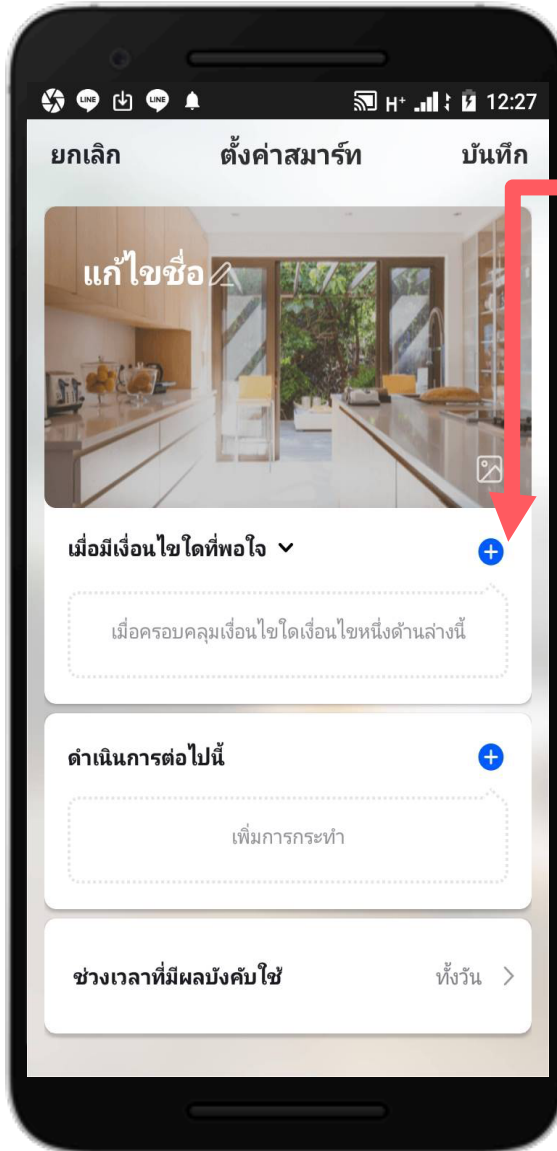 LINE LINE H+ 12:27
ยกเลิก ตั้งค่าสมาร์ท บันทึก
แก้ไขชื่อ
เมื่อมีเงื่อนไขใดที่พอใจ
เมื่อครอบคลุมเงื่อนไขใดเงื่อนไขหนึ่งด้านล่างนี้
ดำเนินการต่อไปนี้
เพิ่มการกระทำ
ช่วงเวลาที่มีผลบังคับใช้ ทั้งวัน